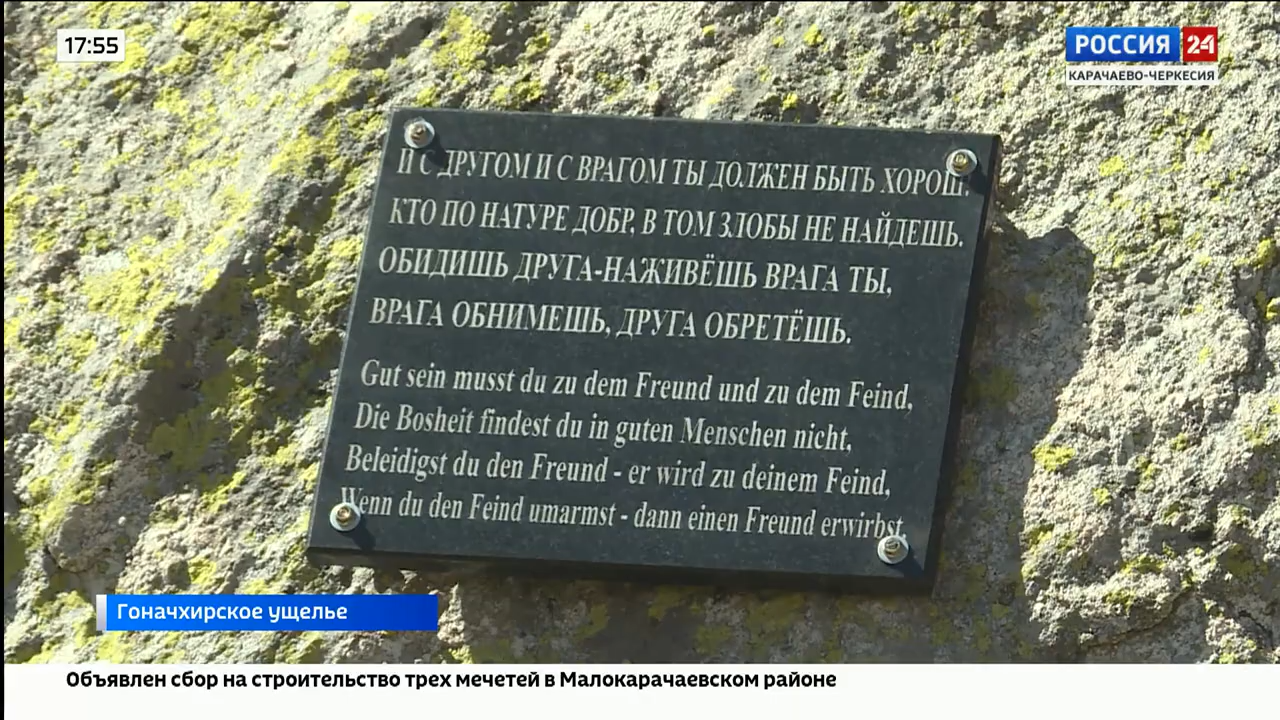 17:55
РОССИЯ 24
КАРАЧАЕВО-ЧЕРКЕСИЯ
И С ДРУГОМ И С ВРАГОМ ТЫ ДОЛЖЕН БЫТЬ ХОРОШ,
КТО ПО НАТУРЕ ДОБР, В ТОМ ЗЛОБЫ НЕ НАЙДЕШЬ.
ОБИДИШЬ ДРУГА-НАЖИВЁШЬ ВРАГА ТЫ,
ВРАГА ОБНИМЕШЬ, ДРУГА ОБРЕТЁШЬ.
Gut sein musst du zu dem Freund und zu dem Feind,
Die Bosheit findest du in guten Menschen nicht,
Beleidigst du den Freund - er wird zu deinem Feind,
Wenn du den Feind umarmst - dann einen Freund erwirbst.
Гоначхирское ущелье
Объявлен сбор на строительство трех мечетей в Малокарачаевском районе